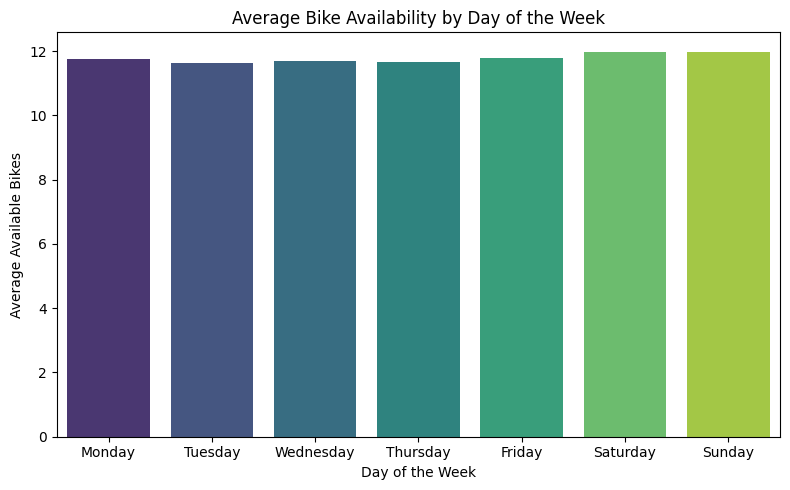 Average Bike Availability by Day of the Week
Average Available Bikes
12
10
8
6
4
2
0
Monday Tuesday Wednesday Thursday Friday Saturday Sunday
Day of the Week